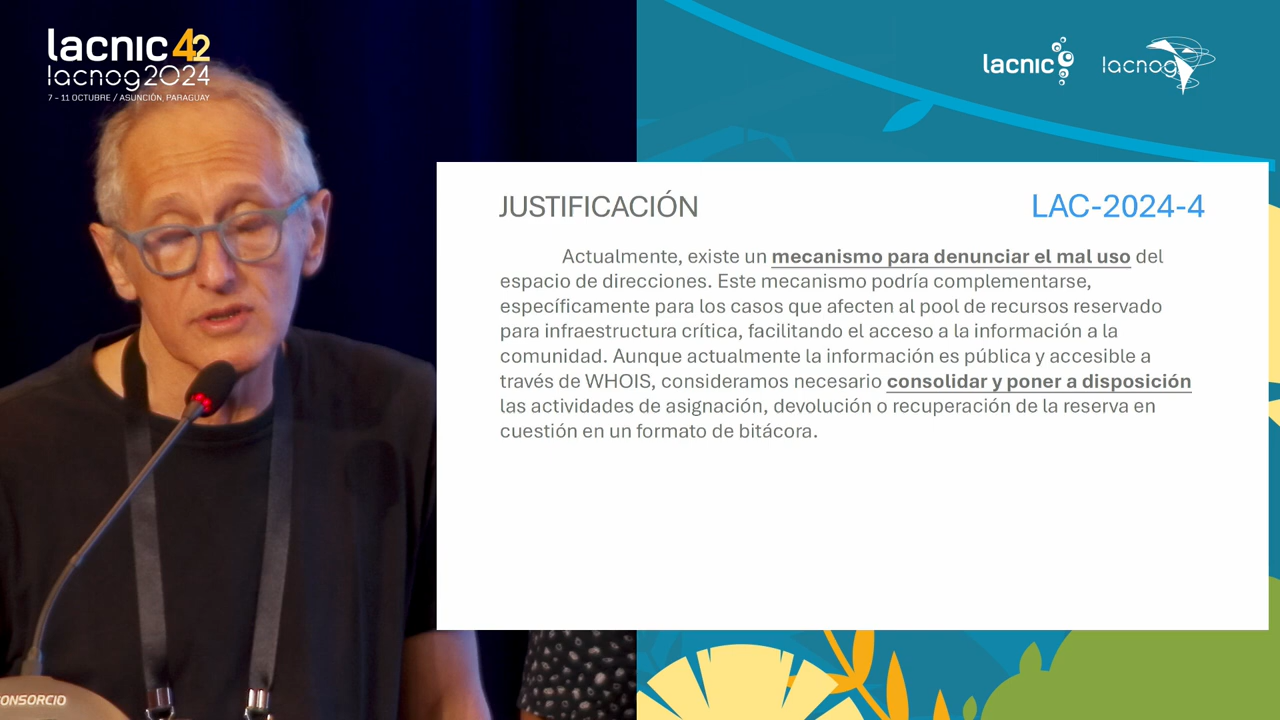 lacnic 42
lacnog2024
7 - 11 OCTUBRE / ASUNCIÓN, PARAGUAY
lacnic
lacnog
JUSTIFICACIÓN
LAC-2024-4
Actualmente, existe un mecanismo para denunciar el mal uso del
espacio de direcciones. Este mecanismo podría complementarse,
específicamente para los casos que afecten al pool de recursos reservado
para infraestructura crítica, facilitando el acceso a la información a la
comunidad. Aunque actualmente la información es pública y accesible a
través de WHOIS, consideramos necesario consolidar y poner a disposición
las actividades de asignación, devolución o recuperación de la reserva en
cuestión en un formato de bitácora.
ONSORCIO